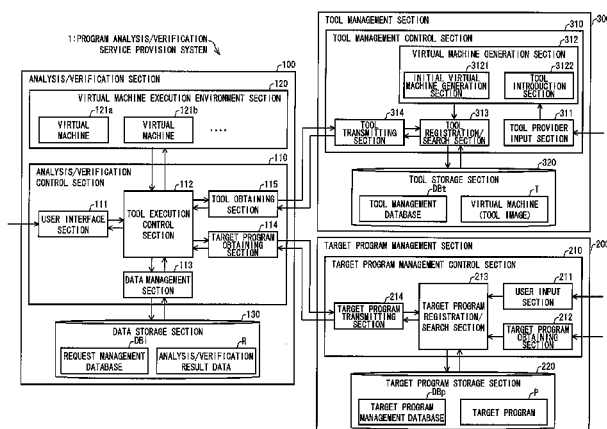 1:PROGRAM ANALYSIS/VERIFICATION
SERVICE PROVISION SYSTEM
100
ANALYSIS/VERIFICATION SECTION
120
VIRTUAL MACHINE EXECUTION ENVIRONMENT SECTION
121a
VIRTUAL
MACHINE
121b
VIRTUAL
MACHINE
....
110
ANALYSIS/VERIFICATION
CONTROL SECTION
111
USER INTERFACE
SECTION
112
TOOL EXECUTION
CONTROL
SECTION
115
TOOL OBTAINING
SECTION
114
TARGET PROGRAM
OBTAINING
SECTION
113
DATA MANAGEMENT
SECTION
130
DATA STORAGE SECTION
DBi
REQUEST MANAGEMENT
DATABASE
R
ANALYSIS/VERIFICATION
RESULT DATA
300
TOOL MANAGEMENT SECTION
310
TOOL MANAGEMENT CONTROL SECTION
312
VIRTUAL MACHINE GENERATION SECTION
3121
INITIAL VIRTUAL
MACHINE GENERATION
SECTION
3122
TOOL
INTRODUCTION
SECTION
314
TOOL
TRANSMITTING
SECTION
313
TOOL
REGISTRATION/
SEARCH SECTION
311
TOOL PROVIDER
INPUT SECTION
320
TOOL STORAGE SECTION
DBt
TOOL MANAGEMENT
DATABASE
T
VIRTUAL MACHINE
(TOOL IMAGE)
200
TARGET PROGRAM MANAGEMENT SECTION
210
TARGET PROGRAM MANAGEMENT CONTROL SECTION
214
TARGET PROGRAM
TRANSMITTING
SECTION
213
TARGET PROGRAM
REGISTRATION/
SEARCH SECTION
211
USER INPUT
SECTION
212
TARGET PROGRAM
OBTAINING
SECTION
220
TARGET PROGRAM STORAGE SECTION
DBp
TARGET PROGRAM
MANAGEMENT DATABASE
P
TARGET PROGRAM